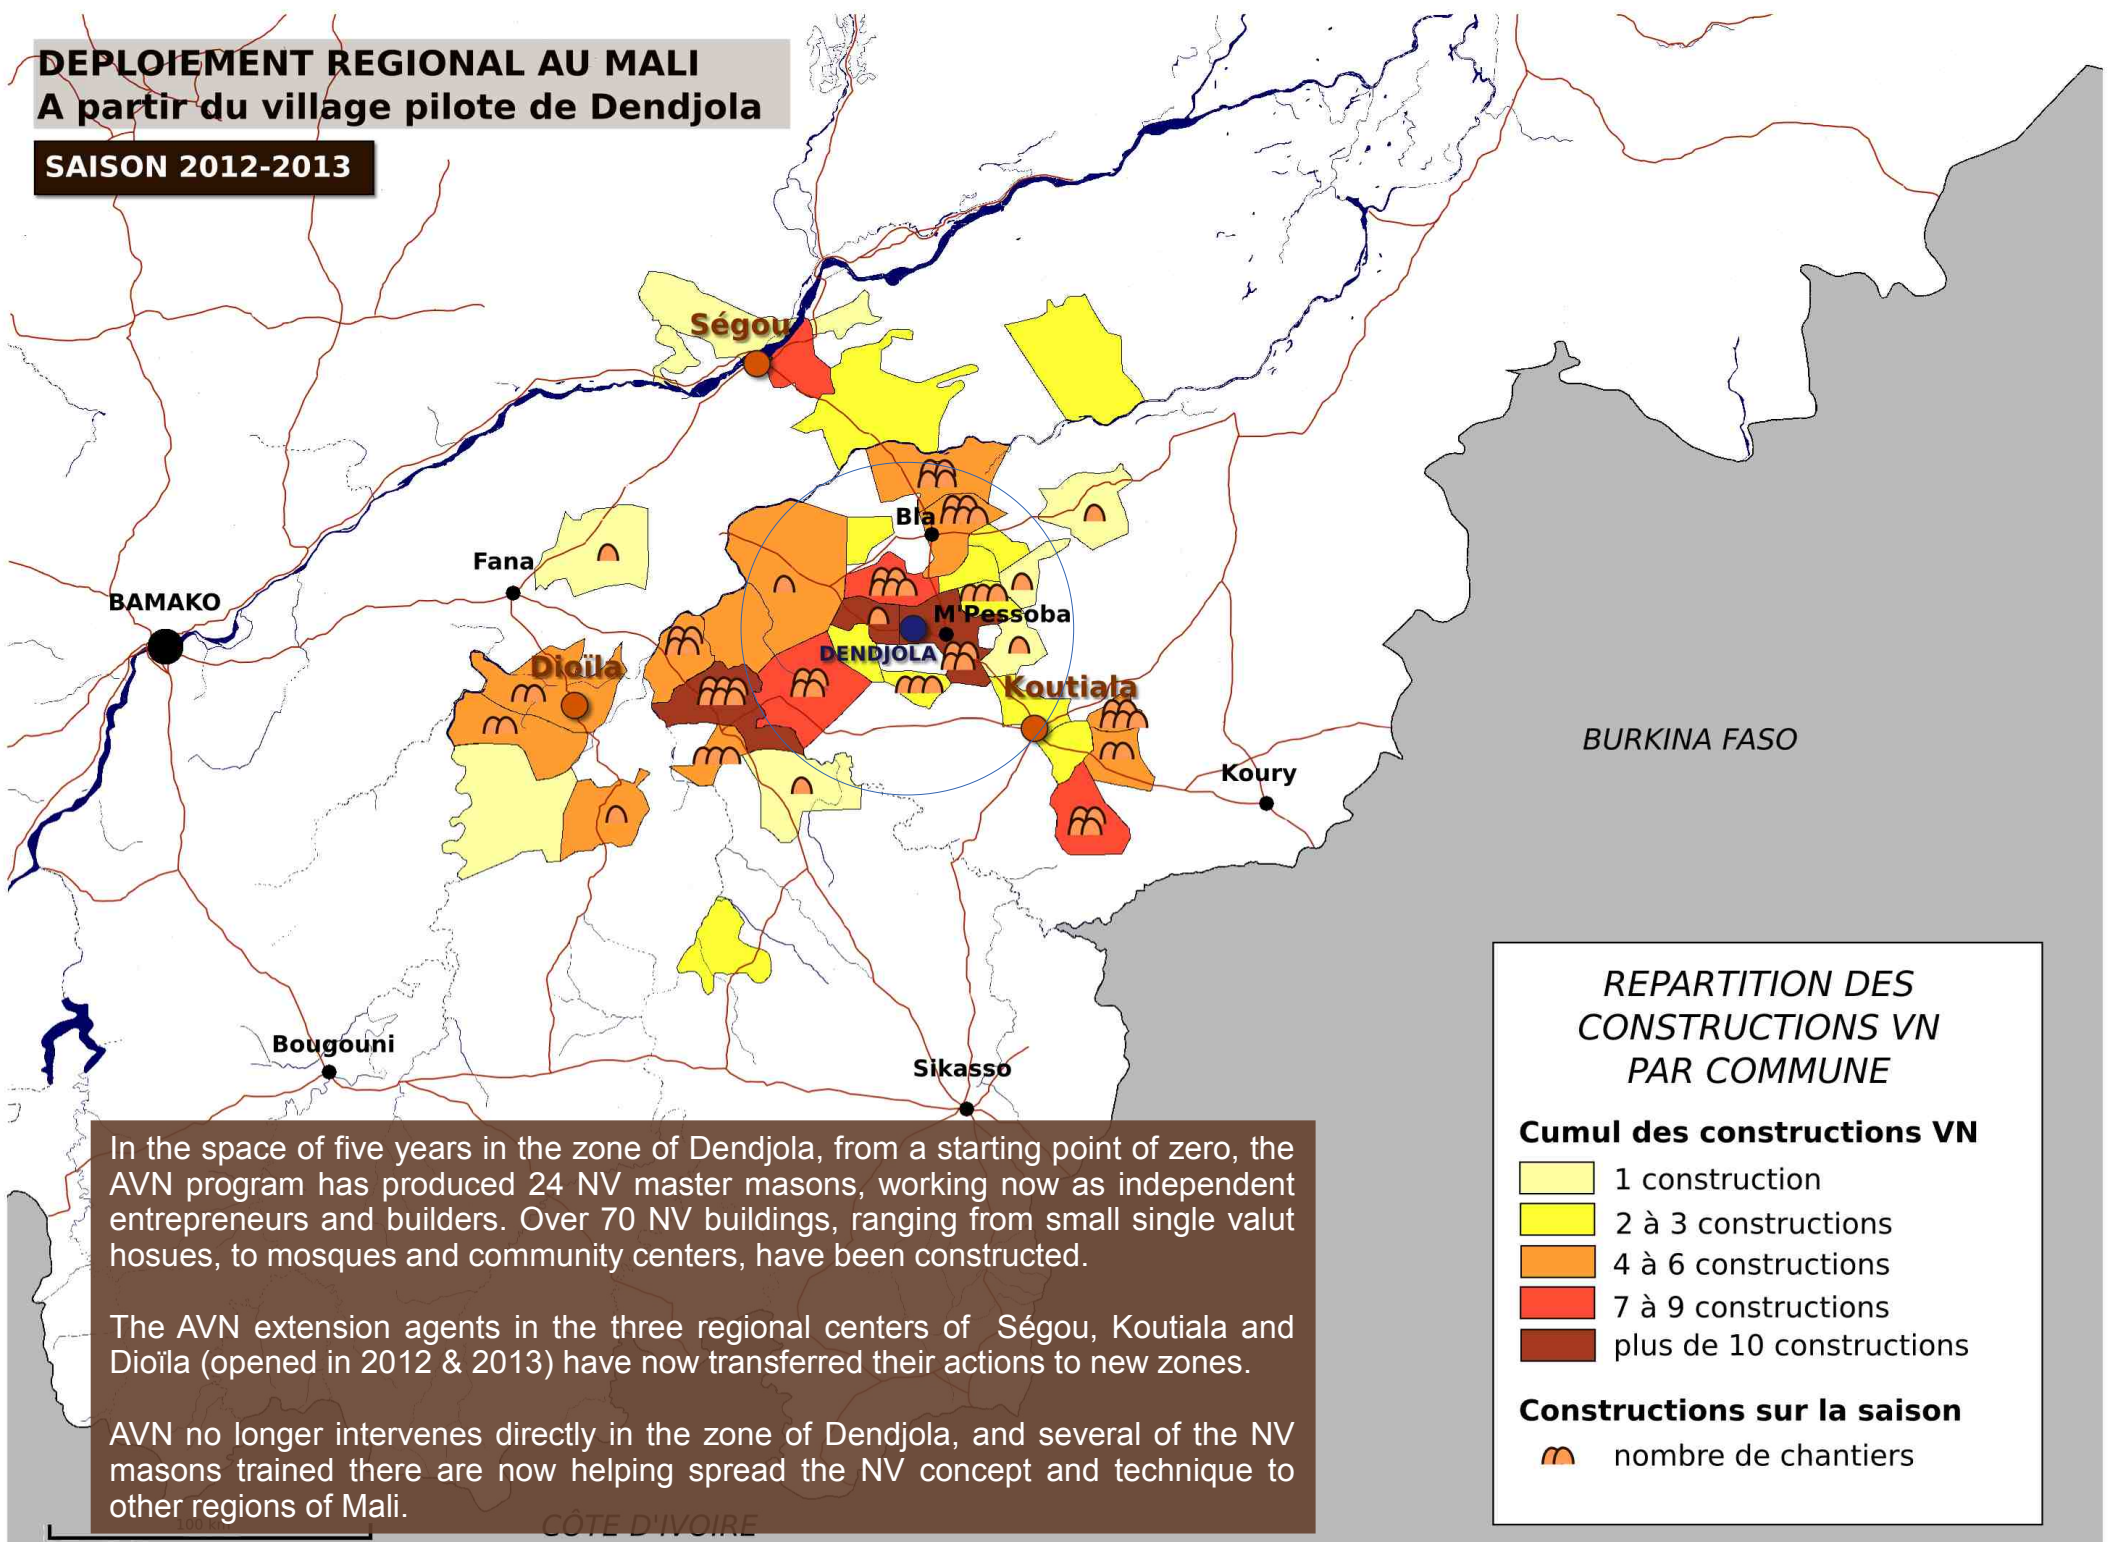 DEPLOIEMENT REGIONAL AU MALI
A partir du village pilote de Dendjola
SAISON 2012-2013
Ségou
Bla
Fana
BAMAKO
M'Pessoba
DENDJOLA
Dioïla
Koutiala
BURKINA FASO
Koury
Bougouni
Sikasso
REPARTITION DES
CONSTRUCTIONS VN
PAR COMMUNE
Cumul des constructions VN
1 construction
2 à 3 constructions
4 à 6 constructions
7 à 9 constructions
plus de 10 constructions
Constructions sur la saison
nombre de chantiers
In the space of five years in the zone of Dendjola, from a starting point of zero, the
AVN program has produced 24 NV master masons, working now as independent
entrepreneurs and builders. Over 70 NV buildings, ranging from small single valut
hosues, to mosques and community centers, have been constructed.
The AVN extension agents in the three regional centers of Ségou, Koutiala and
Dioïla (opened in 2012 & 2013) have now transferred their actions to new zones.
AVN no longer intervenes directly in the zone of Dendjola, and several of the NV
masons trained there are now helping spread the NV concept and technique to
other regions of Mali.
100 km
CÔTE D'IVOIRE